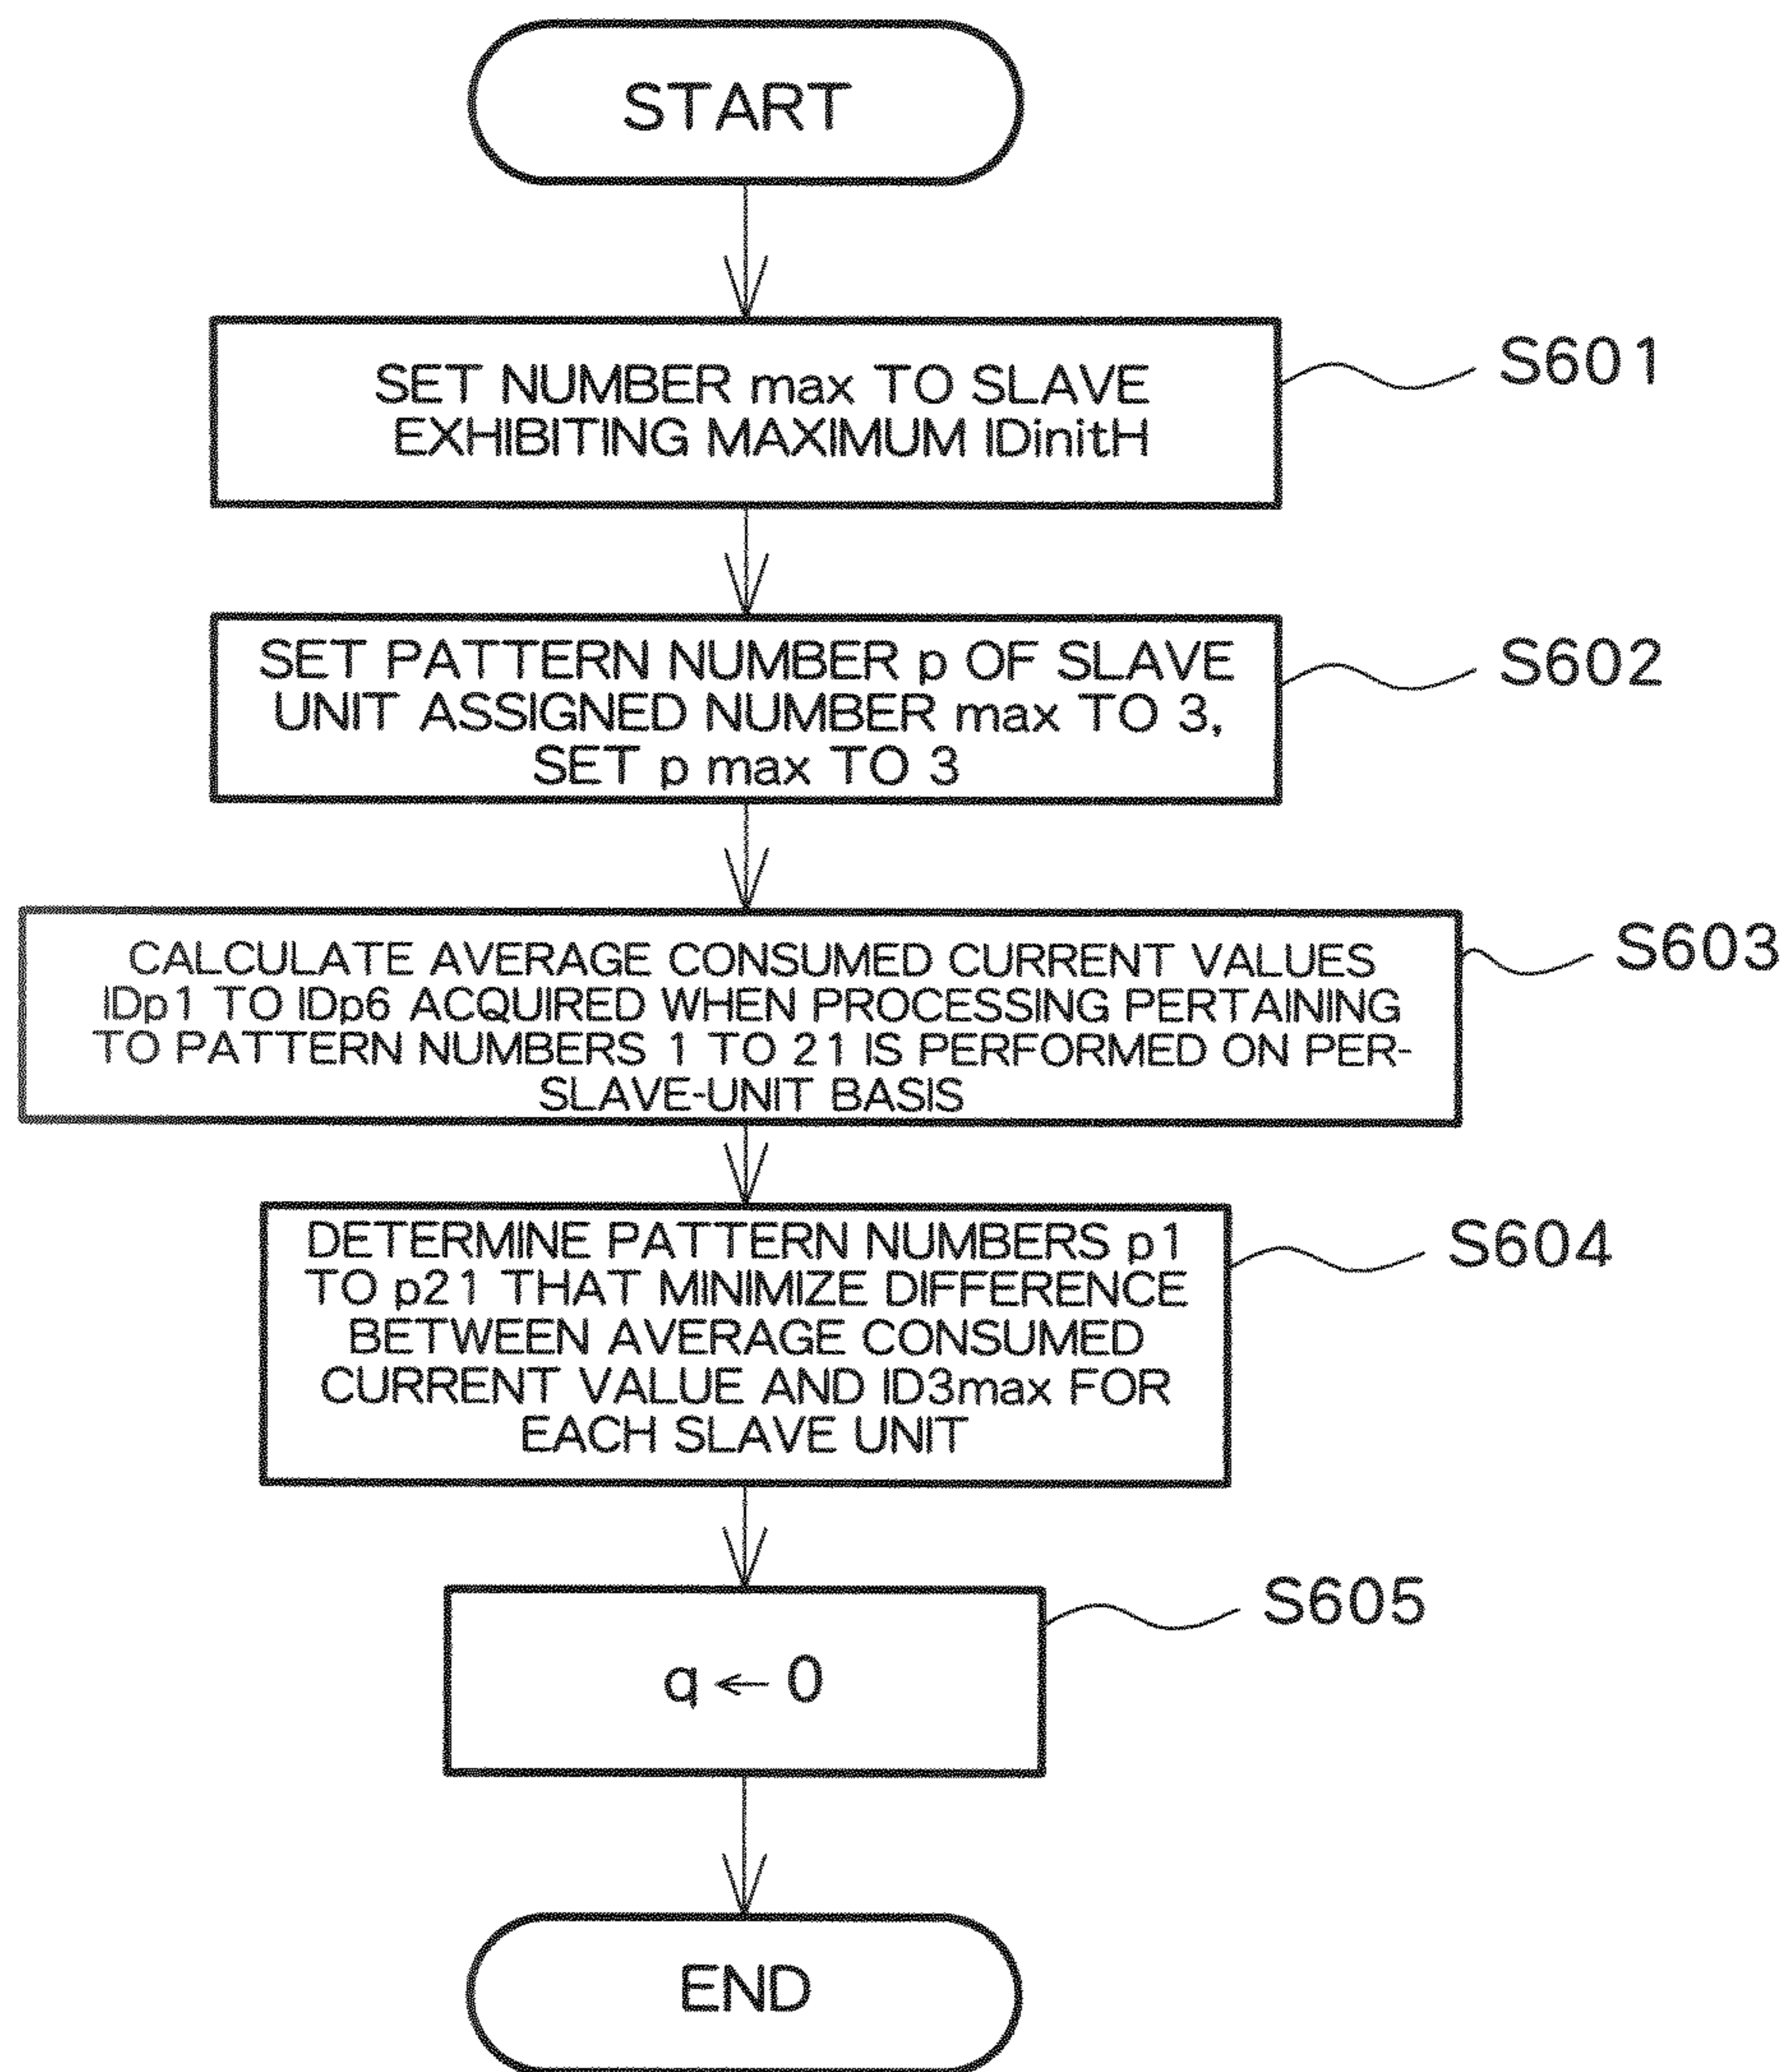 START
SET NUMBER max TO SLAVE
EXHIBITING MAXIMUM IDinitH
S601
SET PATTERN NUMBER p OF SLAVE
UNIT ASSIGNED NUMBER max TO 3,
SET p max TO 3
S602
CALCULATE AVERAGE CONSUMED CURRENT VALUES
IDp1 TO IDp6 ACQUIRED WHEN PROCESSING PERTAINING
TO PATTERN NUMBERS 1 TO 21 IS PERFORMED ON PER-
SLAVE-UNIT BASIS
S603
DETERMINE PATTERN NUMBERS p1
TO p21 THAT MINIMIZE DIFFERENCE
BETWEEN AVERAGE CONSUMED
CURRENT VALUE AND ID3max FOR
EACH SLAVE UNIT
S604
q ← 0
S605
END